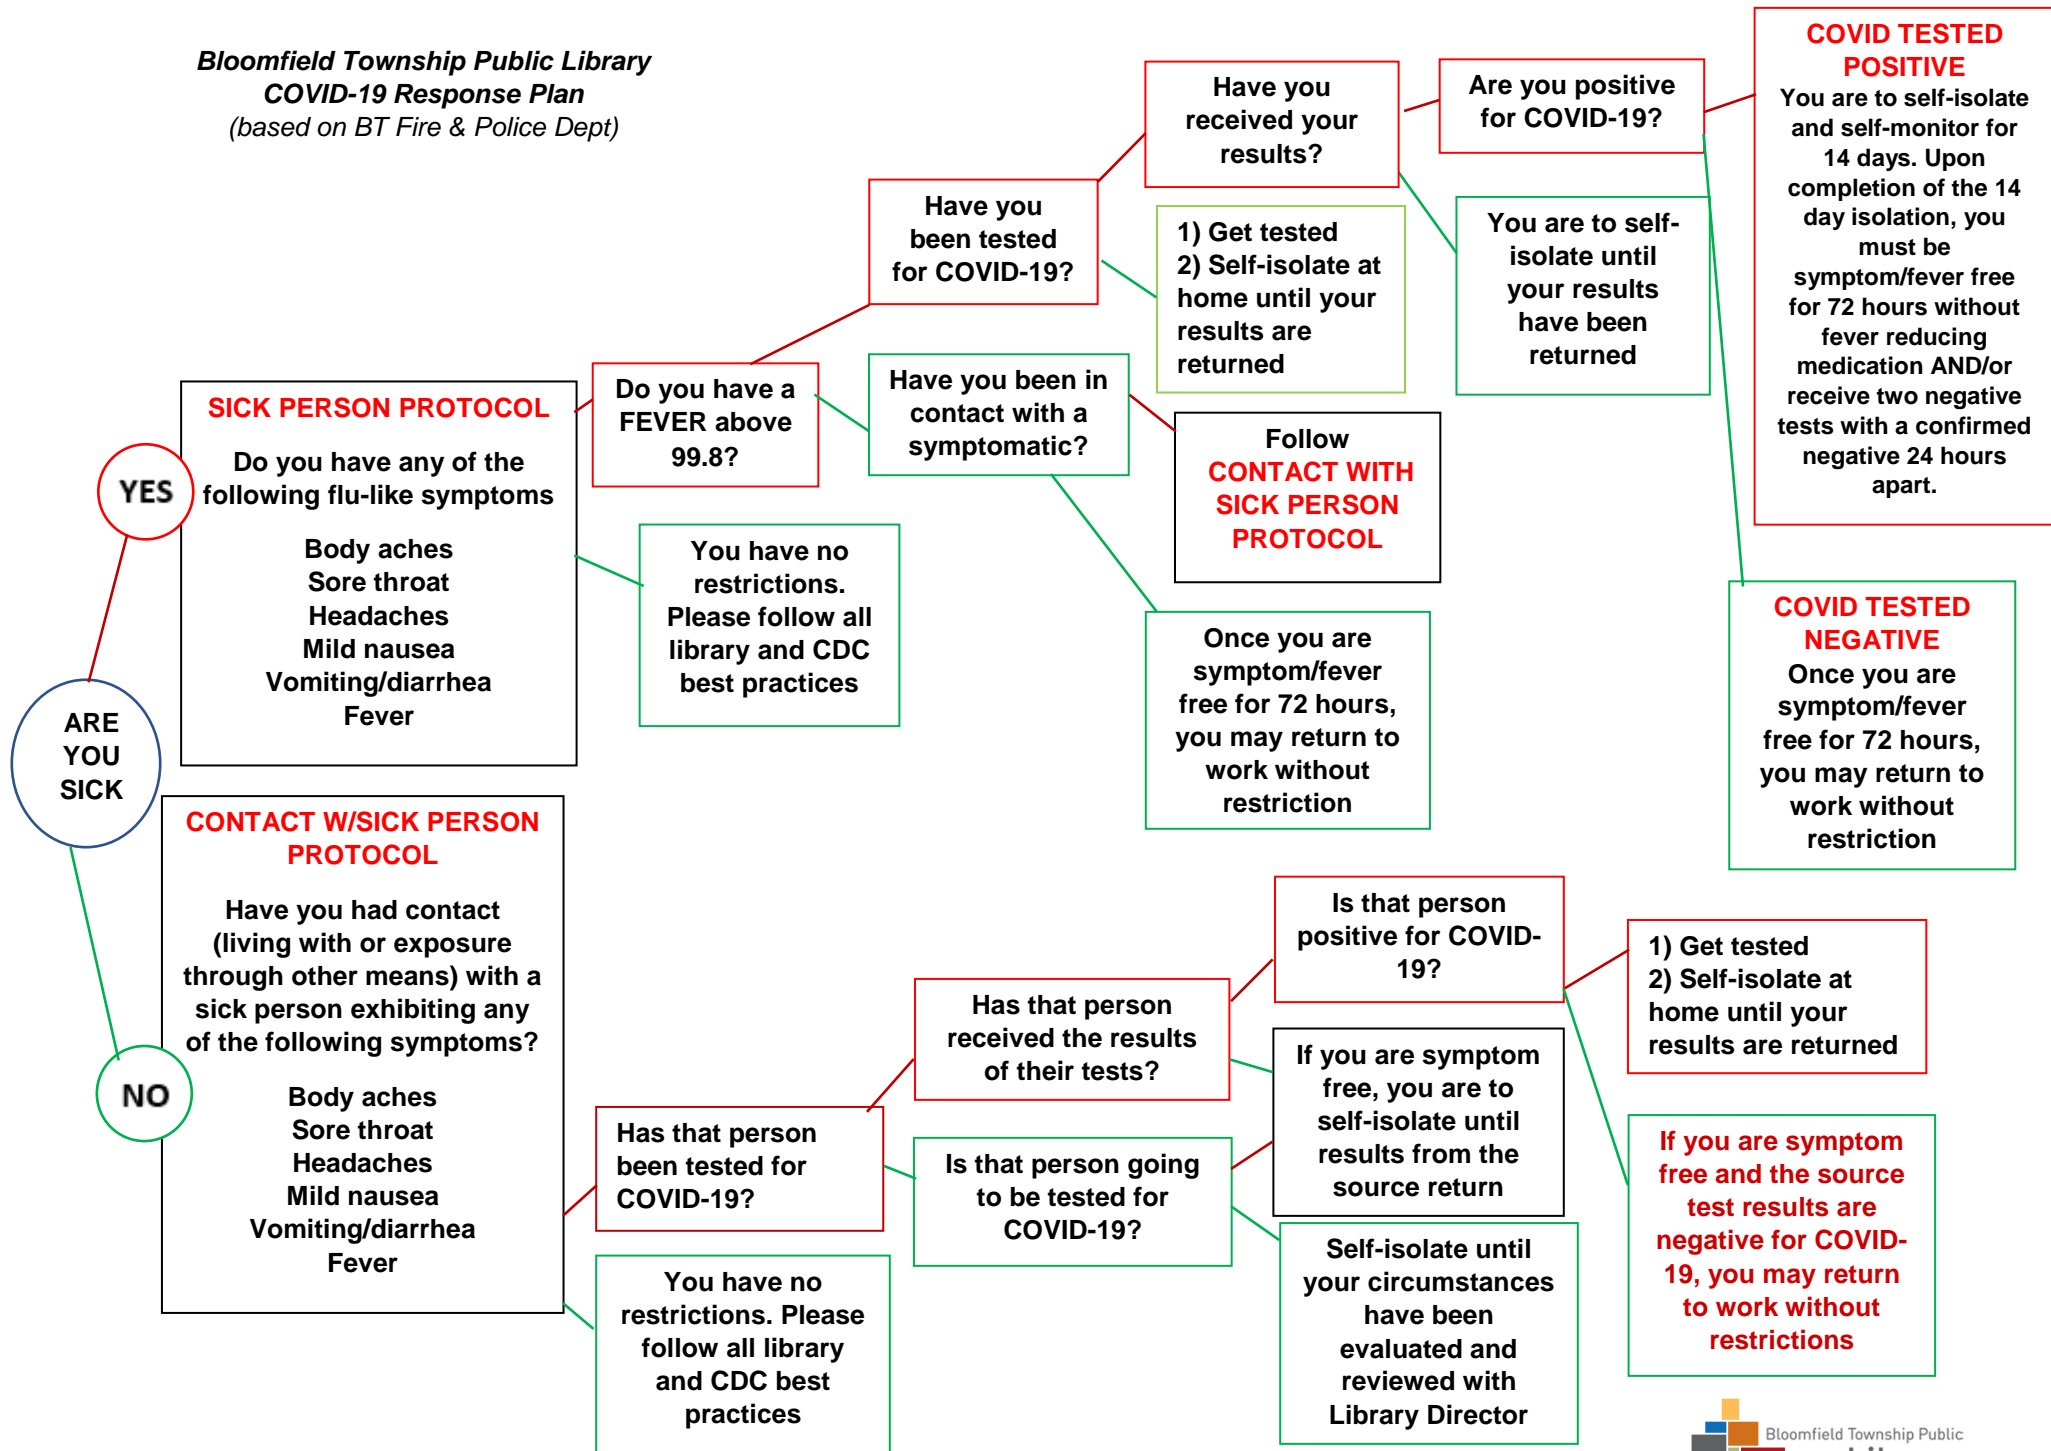 Bloomfield Township Public Library
COVID-19 Response Plan
(based on BT Fire & Police Dept)
ARE
YOU
SICK
YES
SICK PERSON PROTOCOL
Do you have any of the
following flu-like symptoms
Body aches
Sore throat
Headaches
Mild nausea
Vomiting/diarrhea
Fever
Do you have a
FEVER above
99.8?
You have no
restrictions.
Please follow all
library and CDC
best practices
Have you
been tested
for COVID-19?
Have you been in
contact with a
symptomatic?
Have you
received your
results?
1) Get tested
2) Self-isolate at
home until your
results are
returned
Follow
CONTACT WITH
SICK PERSON
PROTOCOL
Once you are
symptom/fever
free for 72 hours,
you may return to
work without
restriction
Are you positive
for COVID-19?
You are to self-
isolate until
your results
have been
returned
COVID TESTED
POSITIVE
You are to self-isolate
and self-monitor for
14 days. Upon
completion of the 14
day isolation, you
must be
symptom/fever free
for 72 hours without
fever reducing
medication AND/or
receive two negative
tests with a confirmed
negative 24 hours
apart.
COVID TESTED
NEGATIVE
Once you are
symptom/fever
free for 72 hours,
you may return to
work without
restriction
NO
CONTACT W/SICK PERSON
PROTOCOL
Have you had contact
(living with or exposure
through other means) with a
sick person exhibiting any
of the following symptoms?
Body aches
Sore throat
Headaches
Mild nausea
Vomiting/diarrhea
Fever
Has that person
been tested for
COVID-19?
You have no
restrictions. Please
follow all library
and CDC best
practices
Has that person
received the results
of their tests?
Is that person going
to be tested for
COVID-19?
Is that person
positive for COVID-
19?
If you are symptom
free, you are to
self-isolate until
results from the
source return
Self-isolate until
your circumstances
have been
evaluated and
reviewed with
Library Director
1) Get tested
2) Self-isolate at
home until your
results are returned
If you are symptom
free and the source
test results are
negative for COVID-
19, you may return
to work without
restrictions
Bloomfield Township Public